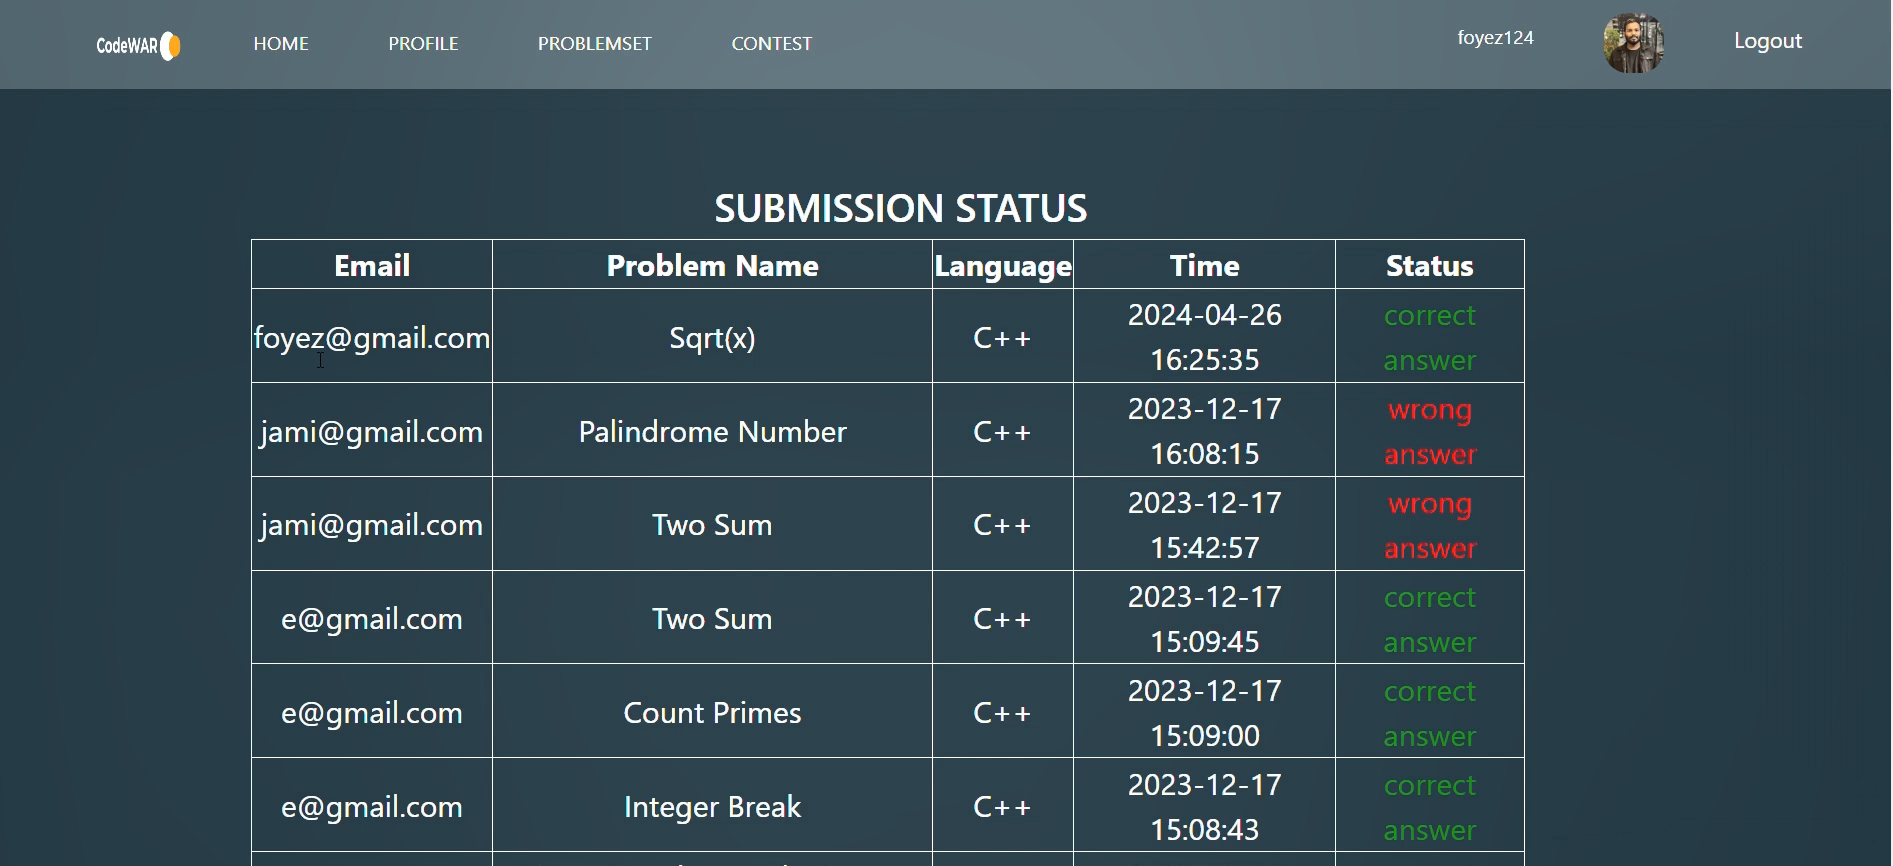 CodeWAR HOME PROFILE PROBLEMSET CONTEST foyez124 Logout
SUBMISSION STATUS
Email Problem Name Language Time Status
foyez@gmail.com Sqrt(x) C++ 2024-04-26 16:25:35 correct answer
jami@gmail.com Palindrome Number C++ 2023-12-17 16:08:15 wrong answer
jami@gmail.com Two Sum C++ 2023-12-17 15:42:57 wrong answer
e@gmail.com Two Sum C++ 2023-12-17 15:09:45 correct answer
e@gmail.com Count Primes C++ 2023-12-17 15:09:00 correct answer
e@gmail.com Integer Break C++ 2023-12-17 15:08:43 correct answer